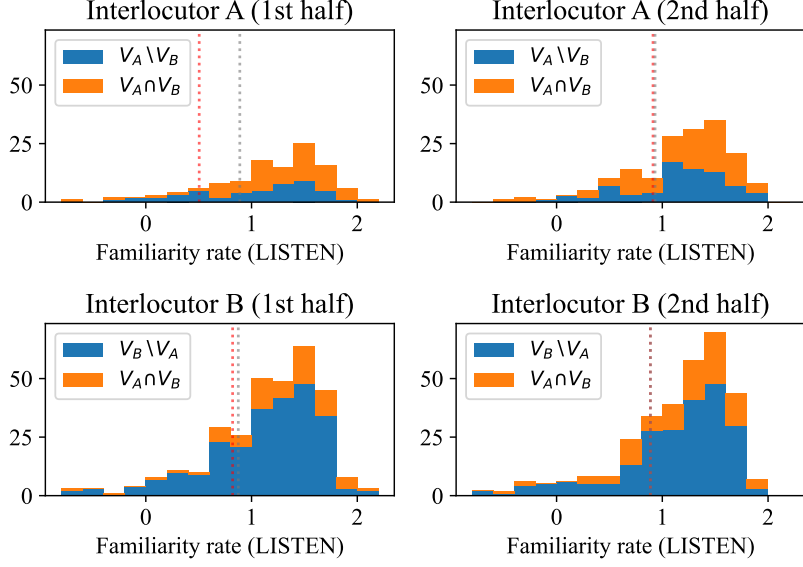 Interlocutor A (1st half)
V_A \ V_B
V_A ∩ V_B
50
25
0
0 1 2
Familiarity rate (LISTEN)
Interlocutor A (2nd half)
V_A \ V_B
V_A ∩ V_B
50
25
0
0 1 2
Familiarity rate (LISTEN)
Interlocutor B (1st half)
V_B \ V_A
V_A ∩ V_B
50
25
0
0 1 2
Familiarity rate (LISTEN)
Interlocutor B (2nd half)
V_B \ V_A
V_A ∩ V_B
50
25
0
0 1 2
Familiarity rate (LISTEN)